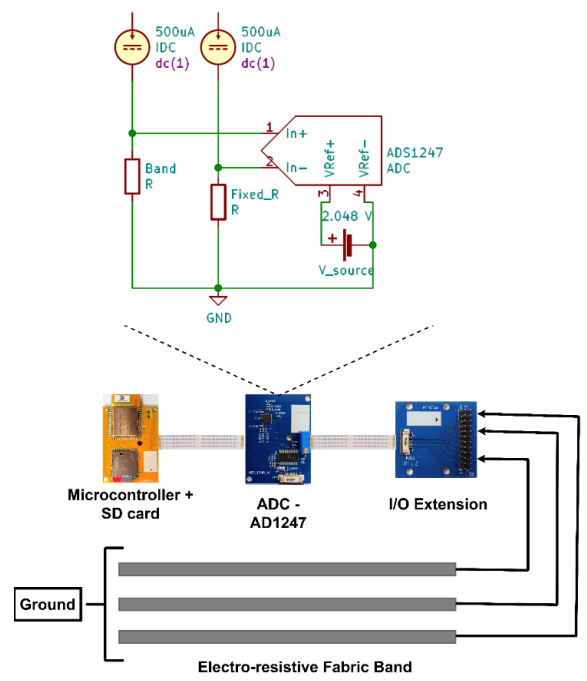 500uA
IDC
dc(1)
500uA
IDC
dc(1)
1
In+
2
In-
VRef+
VRef-
ADS1247
ADC
3
4
Band
R
Fixed_R
R
2.048 V
+
V_source
GND
Microcontroller +
SD card
ADC -
AD1247
I/O Extension
Ground
Electro-resistive Fabric Band